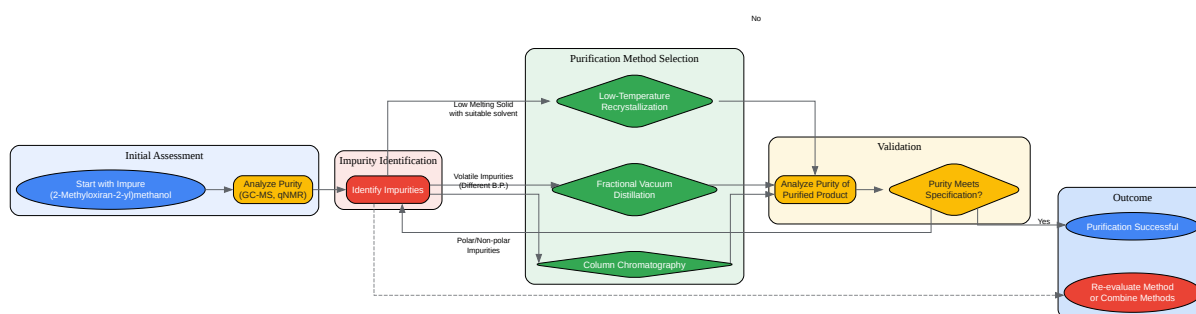 No
Purification Method Selection
Low-Temperature
Recrystallization
Low Melting Solid
with suitable solvent
Initial Assessment
Start with Impure
(2-Methyloxiran-2-yl)methanol
Analyze Purity
(GC-MS, qNMR)
Impurity Identification
Identify Impurities
Volatile Impurities
(Different B.P.)
Fractional Vacuum
Distillation
Validation
Analyze Purity of
Purified Product
Purity Meets
Specification?
Yes
Outcome
Purification Successful
Polar/Non-polar
Impurities
Column Chromatography
Re-evaluate Method
or Combine Methods